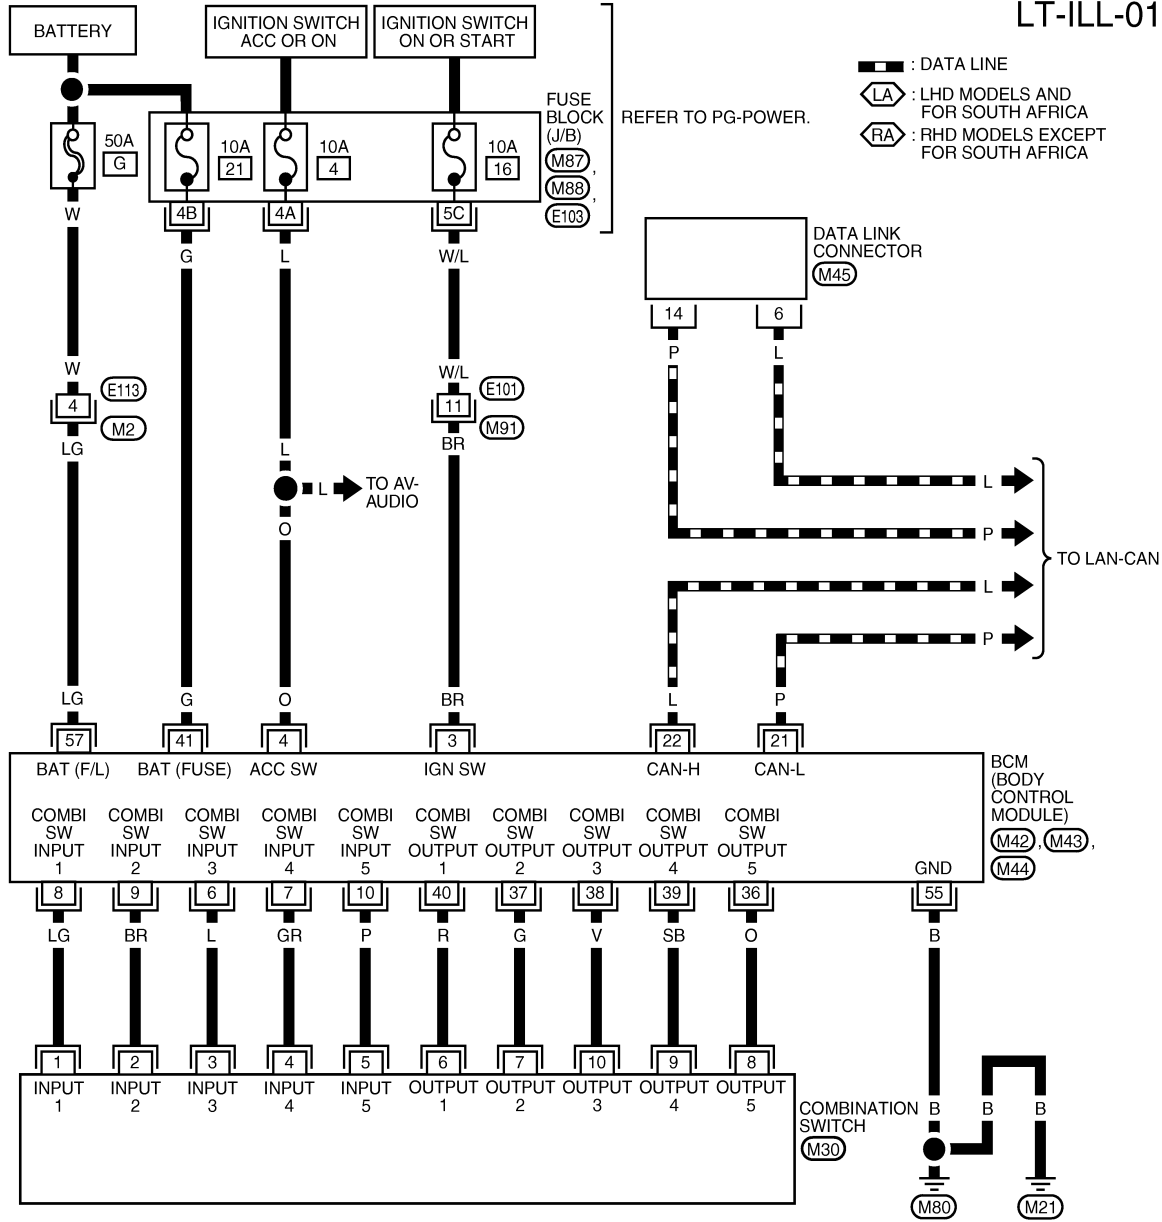 LT-ILL-01
BATTERY
IGNITION SWITCH
ACC OR ON
IGNITION SWITCH
ON OR START
: DATA LINE
LA : LHD MODELS AND
FOR SOUTH AFRICA
RA : RHD MODELS EXCEPT
FOR SOUTH AFRICA
50A
G
10A
21
10A
4
10A
16
FUSE
BLOCK
(J/B)
M87 ,
M88 ,
E103
REFER TO PG-POWER.
W
4B
4A
5C
G
L
W/L
DATA LINK
CONNECTOR
M45
14
6
P
L
W
4
E113
M2
LG
W/L
11
E101
M91
BR
L
L
TO AV-
AUDIO
O
L
P
L
P
TO LAN-CAN
LG
G
O
BR
L
P
57
41
4
3
22
21
BAT (F/L)
BAT (FUSE)
ACC SW
IGN SW
CAN-H
CAN-L
BCM
(BODY
CONTROL
MODULE)
M42 , M43 ,
M44
COMBI
SW
INPUT
1
COMBI
SW
INPUT
2
COMBI
SW
INPUT
3
COMBI
SW
INPUT
4
COMBI
SW
INPUT
5
COMBI
SW
OUTPUT
1
COMBI
SW
OUTPUT
2
COMBI
SW
OUTPUT
3
COMBI
SW
OUTPUT
4
COMBI
SW
OUTPUT
5
GND
8
9
6
7
10
40
37
38
39
36
55
LG
BR
L
GR
P
R
G
V
SB
O
B
1
2
3
4
5
6
7
10
9
8
INPUT
1
INPUT
2
INPUT
3
INPUT
4
INPUT
5
OUTPUT
1
OUTPUT
2
OUTPUT
3
OUTPUT
4
OUTPUT
5
COMBINATION
SWITCH
M30
B
B
B
M80
M21